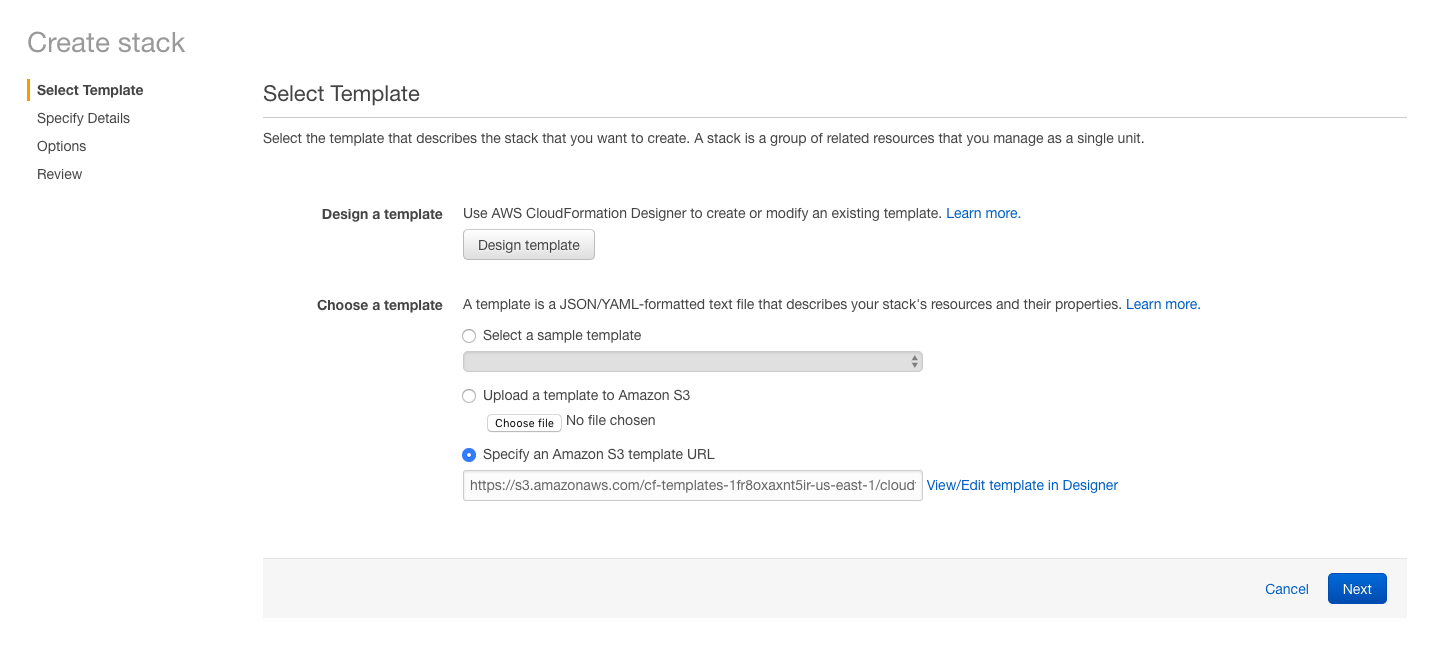 Create stack
Select Template
Specify Details
Options
Review
Select Template
Select the template that describes the stack that you want to create. A stack is a group of related resources that you manage as a single unit.
Design a template
Use AWS CloudFormation Designer to create or modify an existing template. Learn more.
Design template
Choose a template
A template is a JSON/YAML-formatted text file that describes your stack's resources and their properties. Learn more.
Select a sample template
Upload a template to Amazon S3
Choose file No file chosen
Specify an Amazon S3 template URL
https://s3.amazonaws.com/cf-templates-1fr8oxaxnt5ir-us-east-1/cloud View/Edit template in Designer
Cancel Next